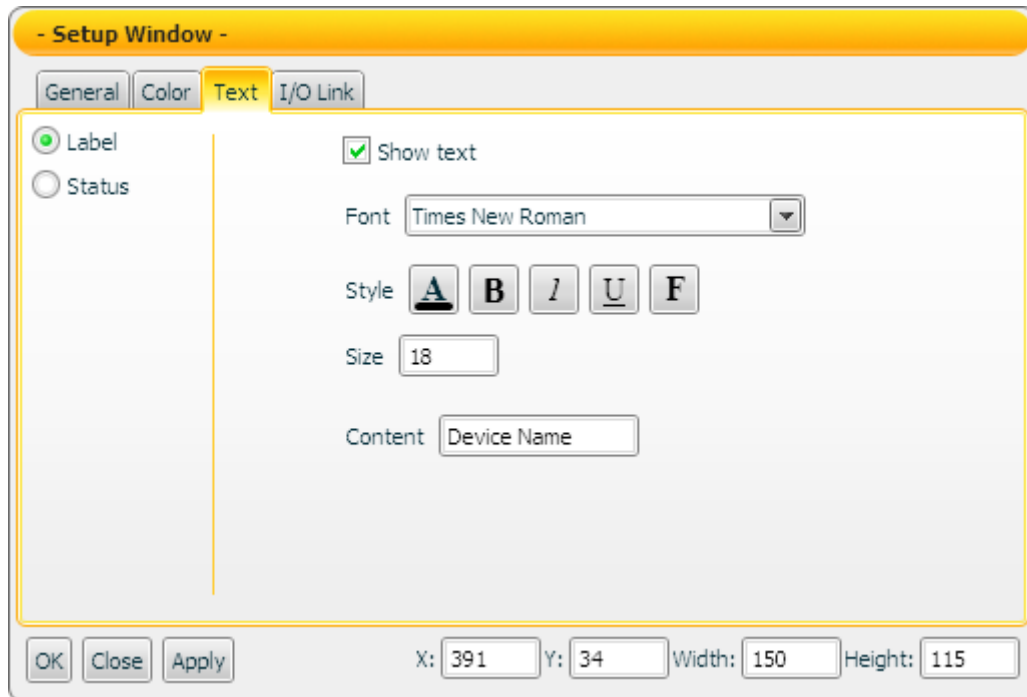 - Setup Window -
General Color Text I/O Link
Label
Status
Show text
Font Times New Roman
Style A B I U F
Size 18
Content Device Name
OK Close Apply X: 391 Y: 34 Width: 150 Height: 115